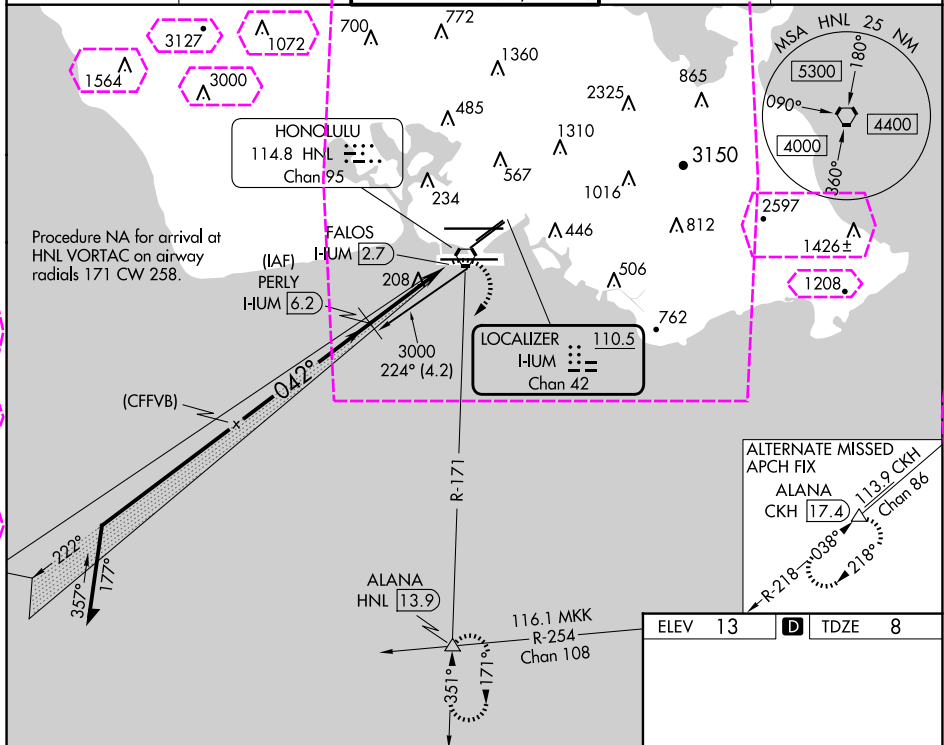 3127
1072
700
772
1564
3000
1360
485
2325
865
1310
567
3150
234
1016
446
812
2597
1426±
1208
506
762
208
MSA HNL 25 NM
180°
5300
090°
4400
4000
360°
HONOLULU
114.8 HNL
Chan 95
Procedure NA for arrival at
HNL VORTAC on airway
radials 171 CW 258.
FALOS
I-IUM 2.7
(IAF)
PERLY
I-IUM 6.2
LOCALIZER 110.5
I-IUM
Chan 42
3000
224° (4.2)
042°
(CFFVB)
222°
357°
177°
R-171
ALANA
HNL 13.9
116.1 MKK
R-254
Chan 108
351°
171°
ALTERNATE MISSED
APCH FIX
ALANA
CKH 17.4
113.9 CKH
Chan 86
R-218
038°
218°
ELEV 13
D
TDZE 8